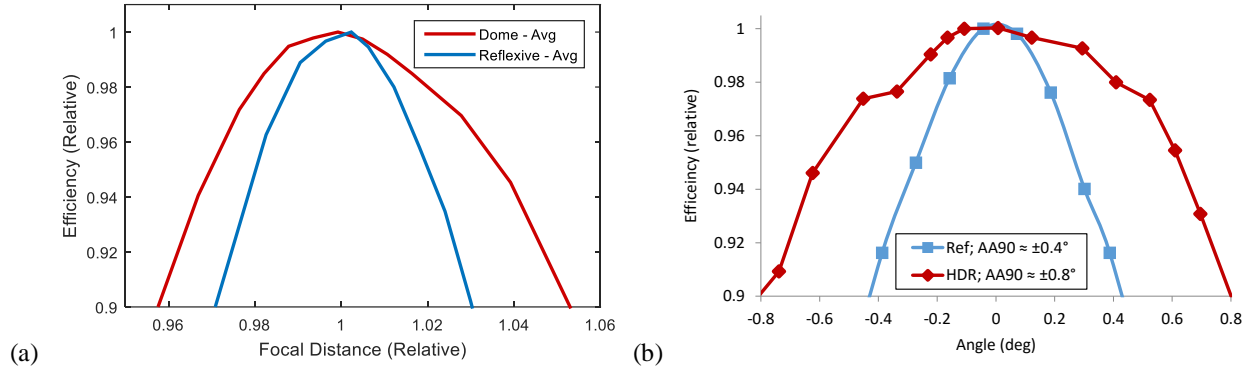 Dome - Avg
Reflexive - Avg
1
0.98
0.96
0.94
0.92
0.9
Efficiency (Relative)
0.96
0.98
1
1.02
1.04
1.06
Focal Distance (Relative)
(a)
1
0.98
0.96
0.94
0.92
0.9
Efficeincy (relative)
Ref; AA90 ≈ ±0.4°
HDR; AA90 ≈ ±0.8°
-0.8
-0.6
-0.4
-0.2
0
0.2
0.4
0.6
0.8
Angle (deg)
(b)